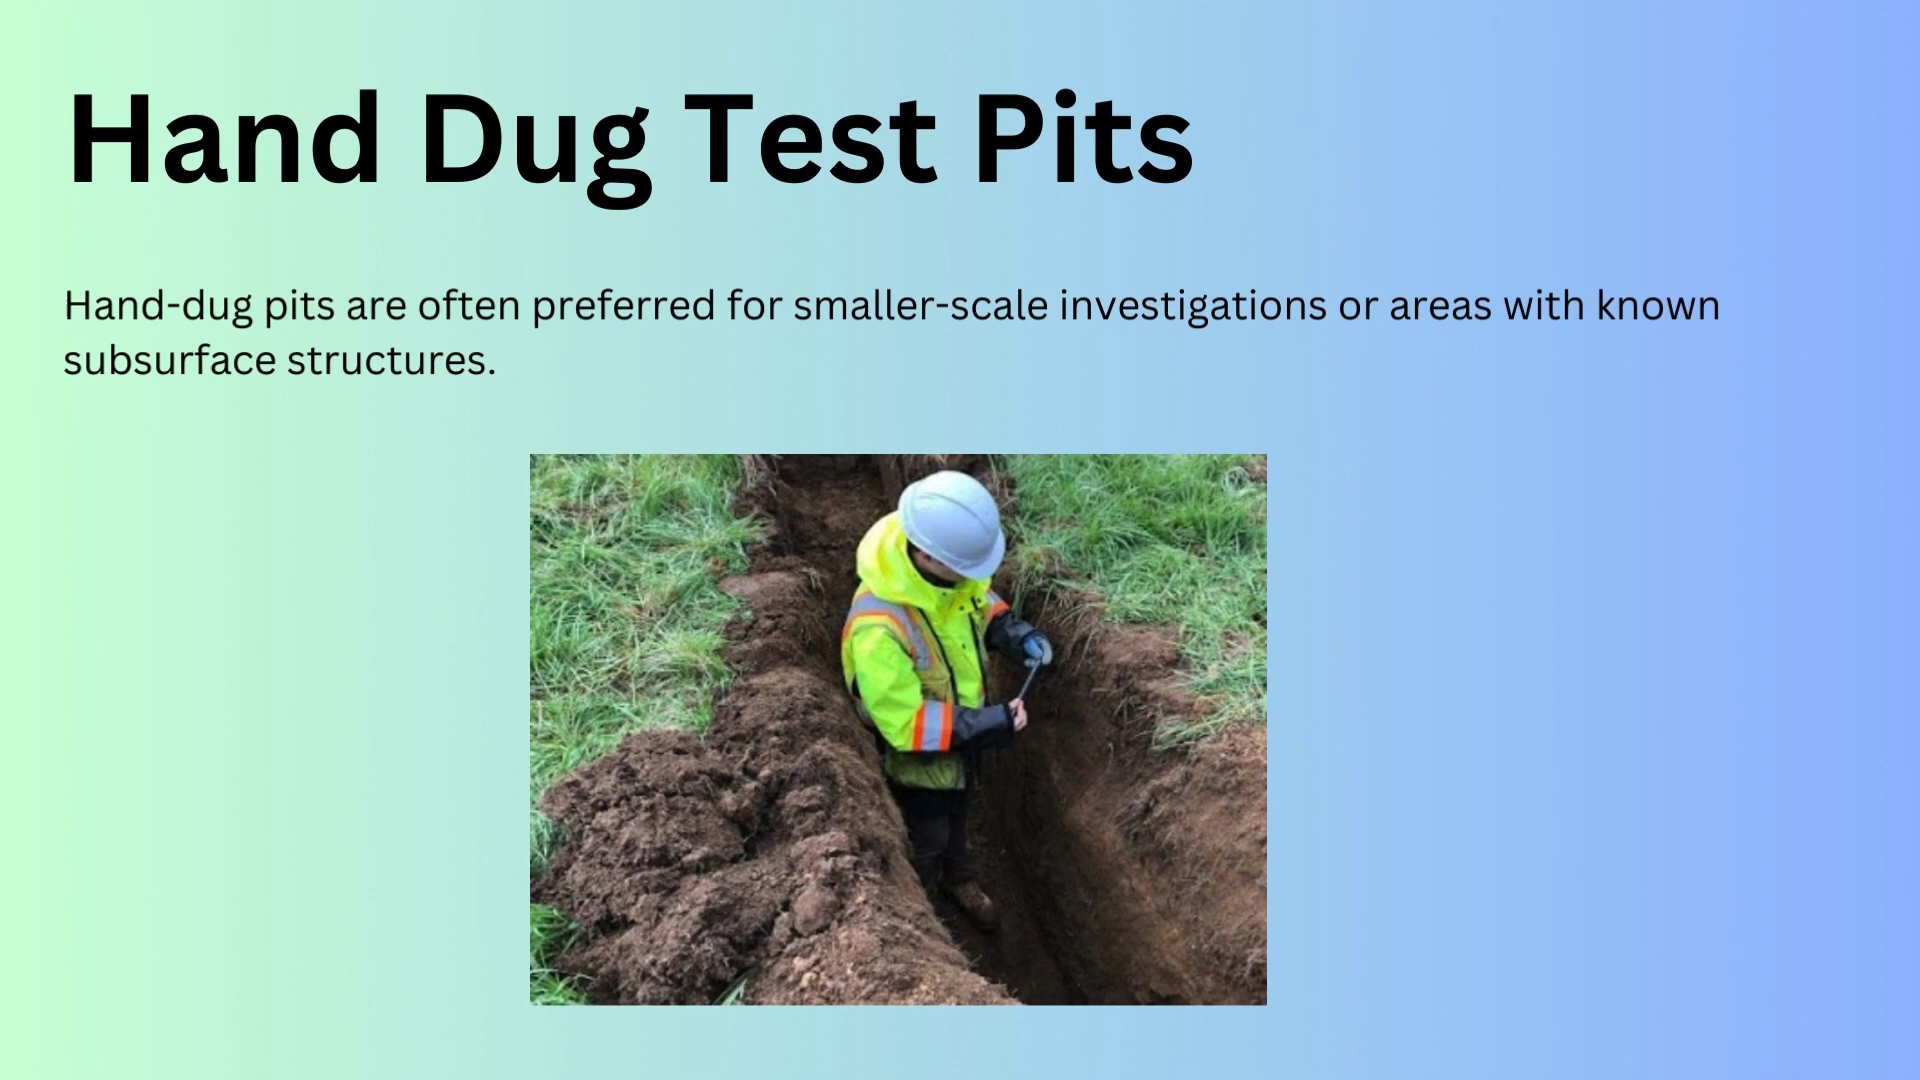 Hand Dug Test Pits
Hand-dug pits are often preferred for smaller-scale investigations or areas with known
subsurface structures.